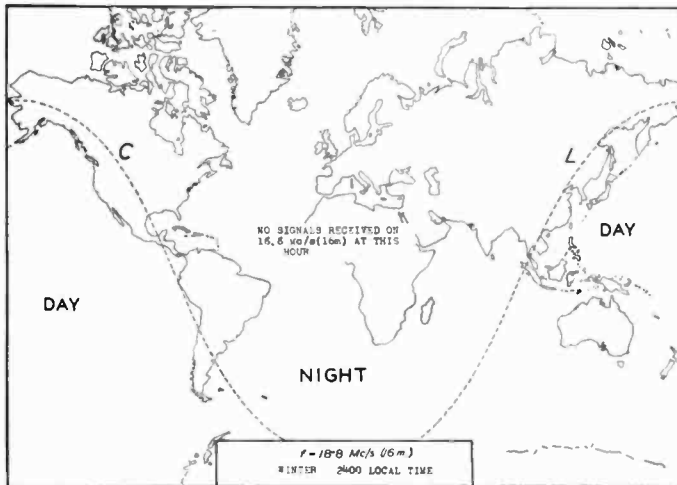 C
L
NO SIGNALS RECEIVED ON
18.8 Mc/s(16m) AT THIS
HOUR
DAY
DAY
NIGHT
f = 18·8 Mc/s (16m)
WINTER 2400 LOCAL TIME